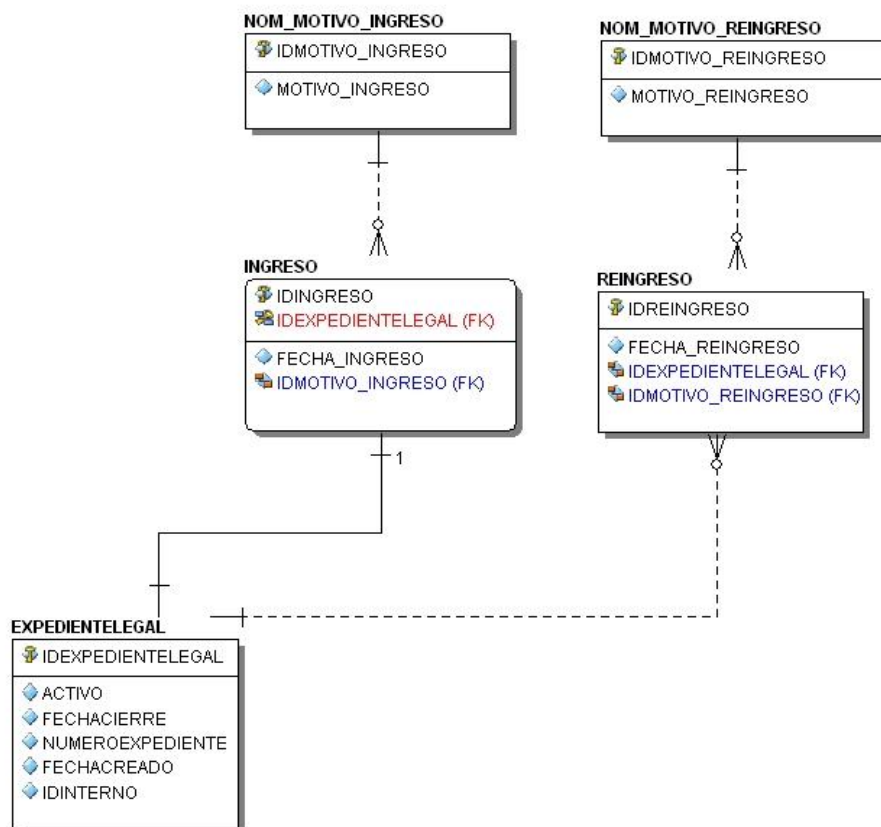 NOM_MOTIVO_INGRESO
IDMOTIVO_INGRESO
MOTIVO_INGRESO
NOM_MOTIVO_REINGRESO
IDMOTIVO_REINGRESO
MOTIVO_REINGRESO
INGRESO
IDINGRESO
IDEXPEDIENTELEGAL (FK)
FECHA_INGRESO
IDMOTIVO_INGRESO (FK)
1
REINGRESO
IDREINGRESO
FECHA_REINGRESO
IDEXPEDIENTELEGAL (FK)
IDMOTIVO_REINGRESO (FK)
EXPEDIENTELEGAL
IDEXPEDIENTELEGAL
ACTIVO
FECHACIERRE
NUMEROEXPEDIENTE
FECHACREADO
IDINTERNO